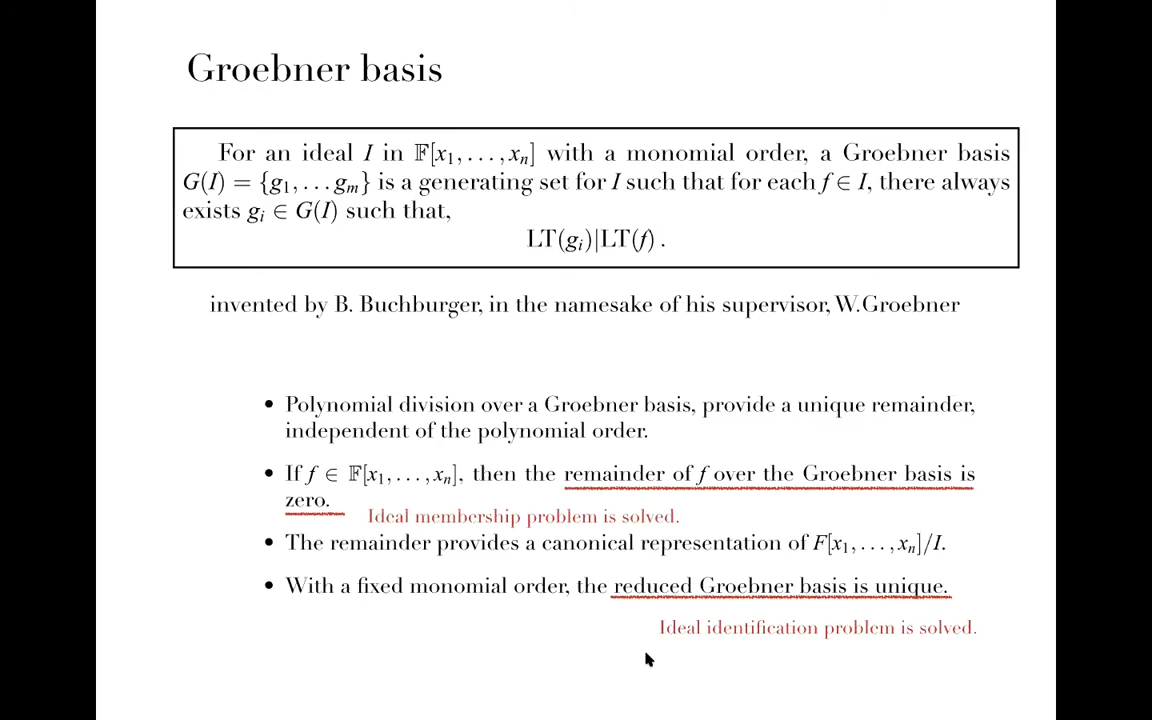 Groebner basis
For an ideal I in 𝔽[x₁, . . . , xₙ] with a monomial order, a Groebner basis
G(I) = {g₁, . . . gₘ} is a generating set for I such that for each f ∈ I, there always
exists gᵢ ∈ G(I) such that,
LT(gᵢ)|LT(f) .
invented by B. Buchburger, in the namesake of his supervisor, W.Groebner
• Polynomial division over a Groebner basis, provide a unique remainder,
independent of the polynomial order.
• If f ∈ 𝔽[x₁, . . . , xₙ], then the remainder of f over the Groebner basis is
zero.
Ideal membership problem is solved.
• The remainder provides a canonical representation of F[x₁, . . . , xₙ]/I.
• With a fixed monomial order, the reduced Groebner basis is unique.
Ideal identification problem is solved.